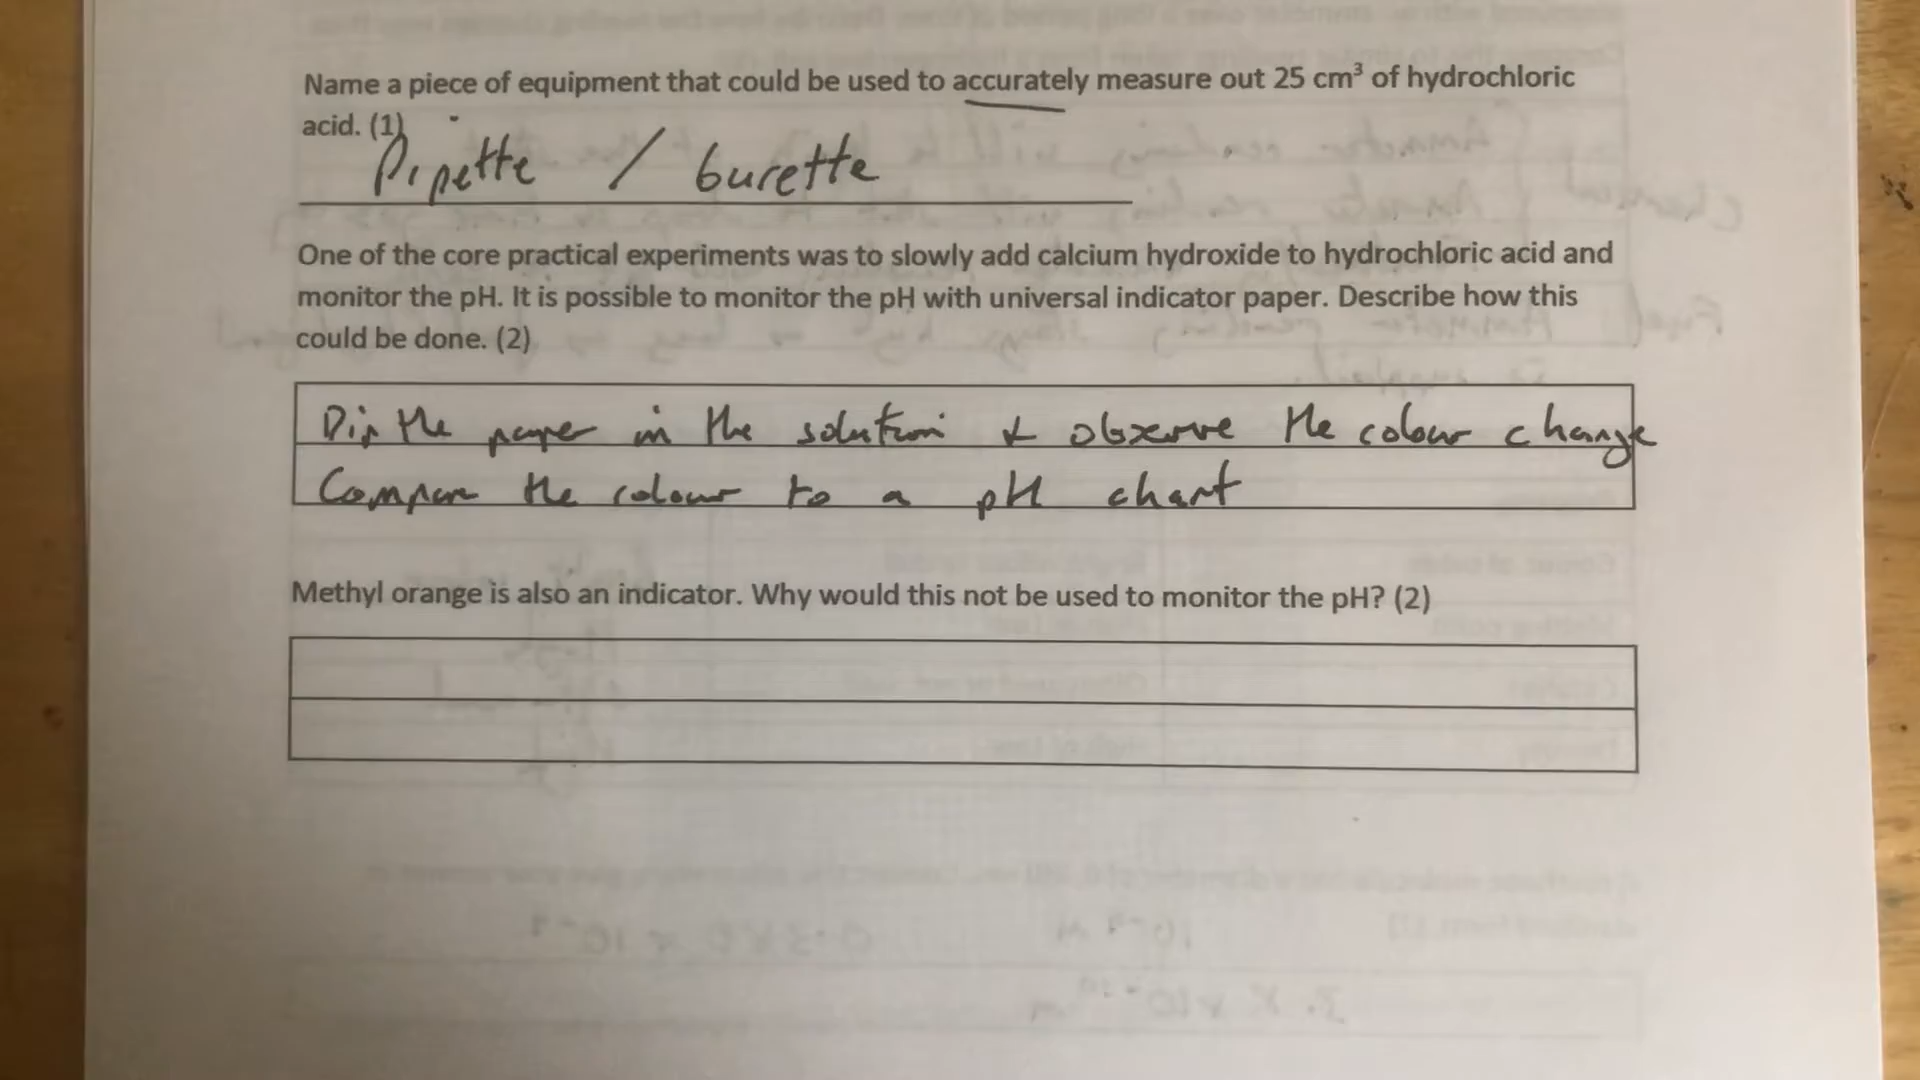 Name a piece of equipment that could be used to accurately measure out 25 cm³ of hydrochloric
acid. (1)
Pipette / burette
One of the core practical experiments was to slowly add calcium hydroxide to hydrochloric acid and
monitor the pH. It is possible to monitor the pH with universal indicator paper. Describe how this
could be done. (2)
Dip the paper in the solution & observe the colour change
Compare the colour to a pH chart
Methyl orange is also an indicator. Why would this not be used to monitor the pH? (2)